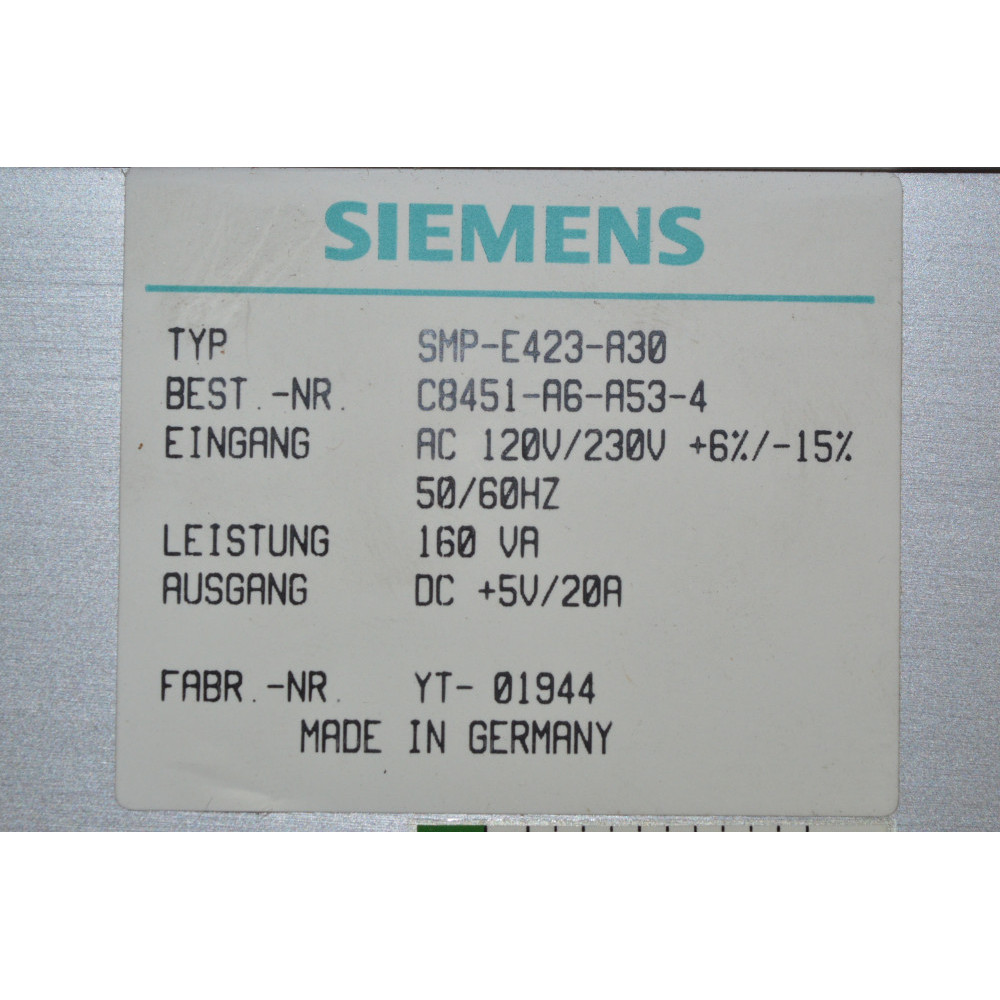 SIEMENS
TYP SMP-E423-A30
BEST.-NR. C8451-A6-A53-4
EINGANG AC 120V/230V +6%/-15%
50/60HZ
LEISTUNG 160 VA
AUSGANG DC +5V/20A
FABR.-NR. YT- 01944
MADE IN GERMANY